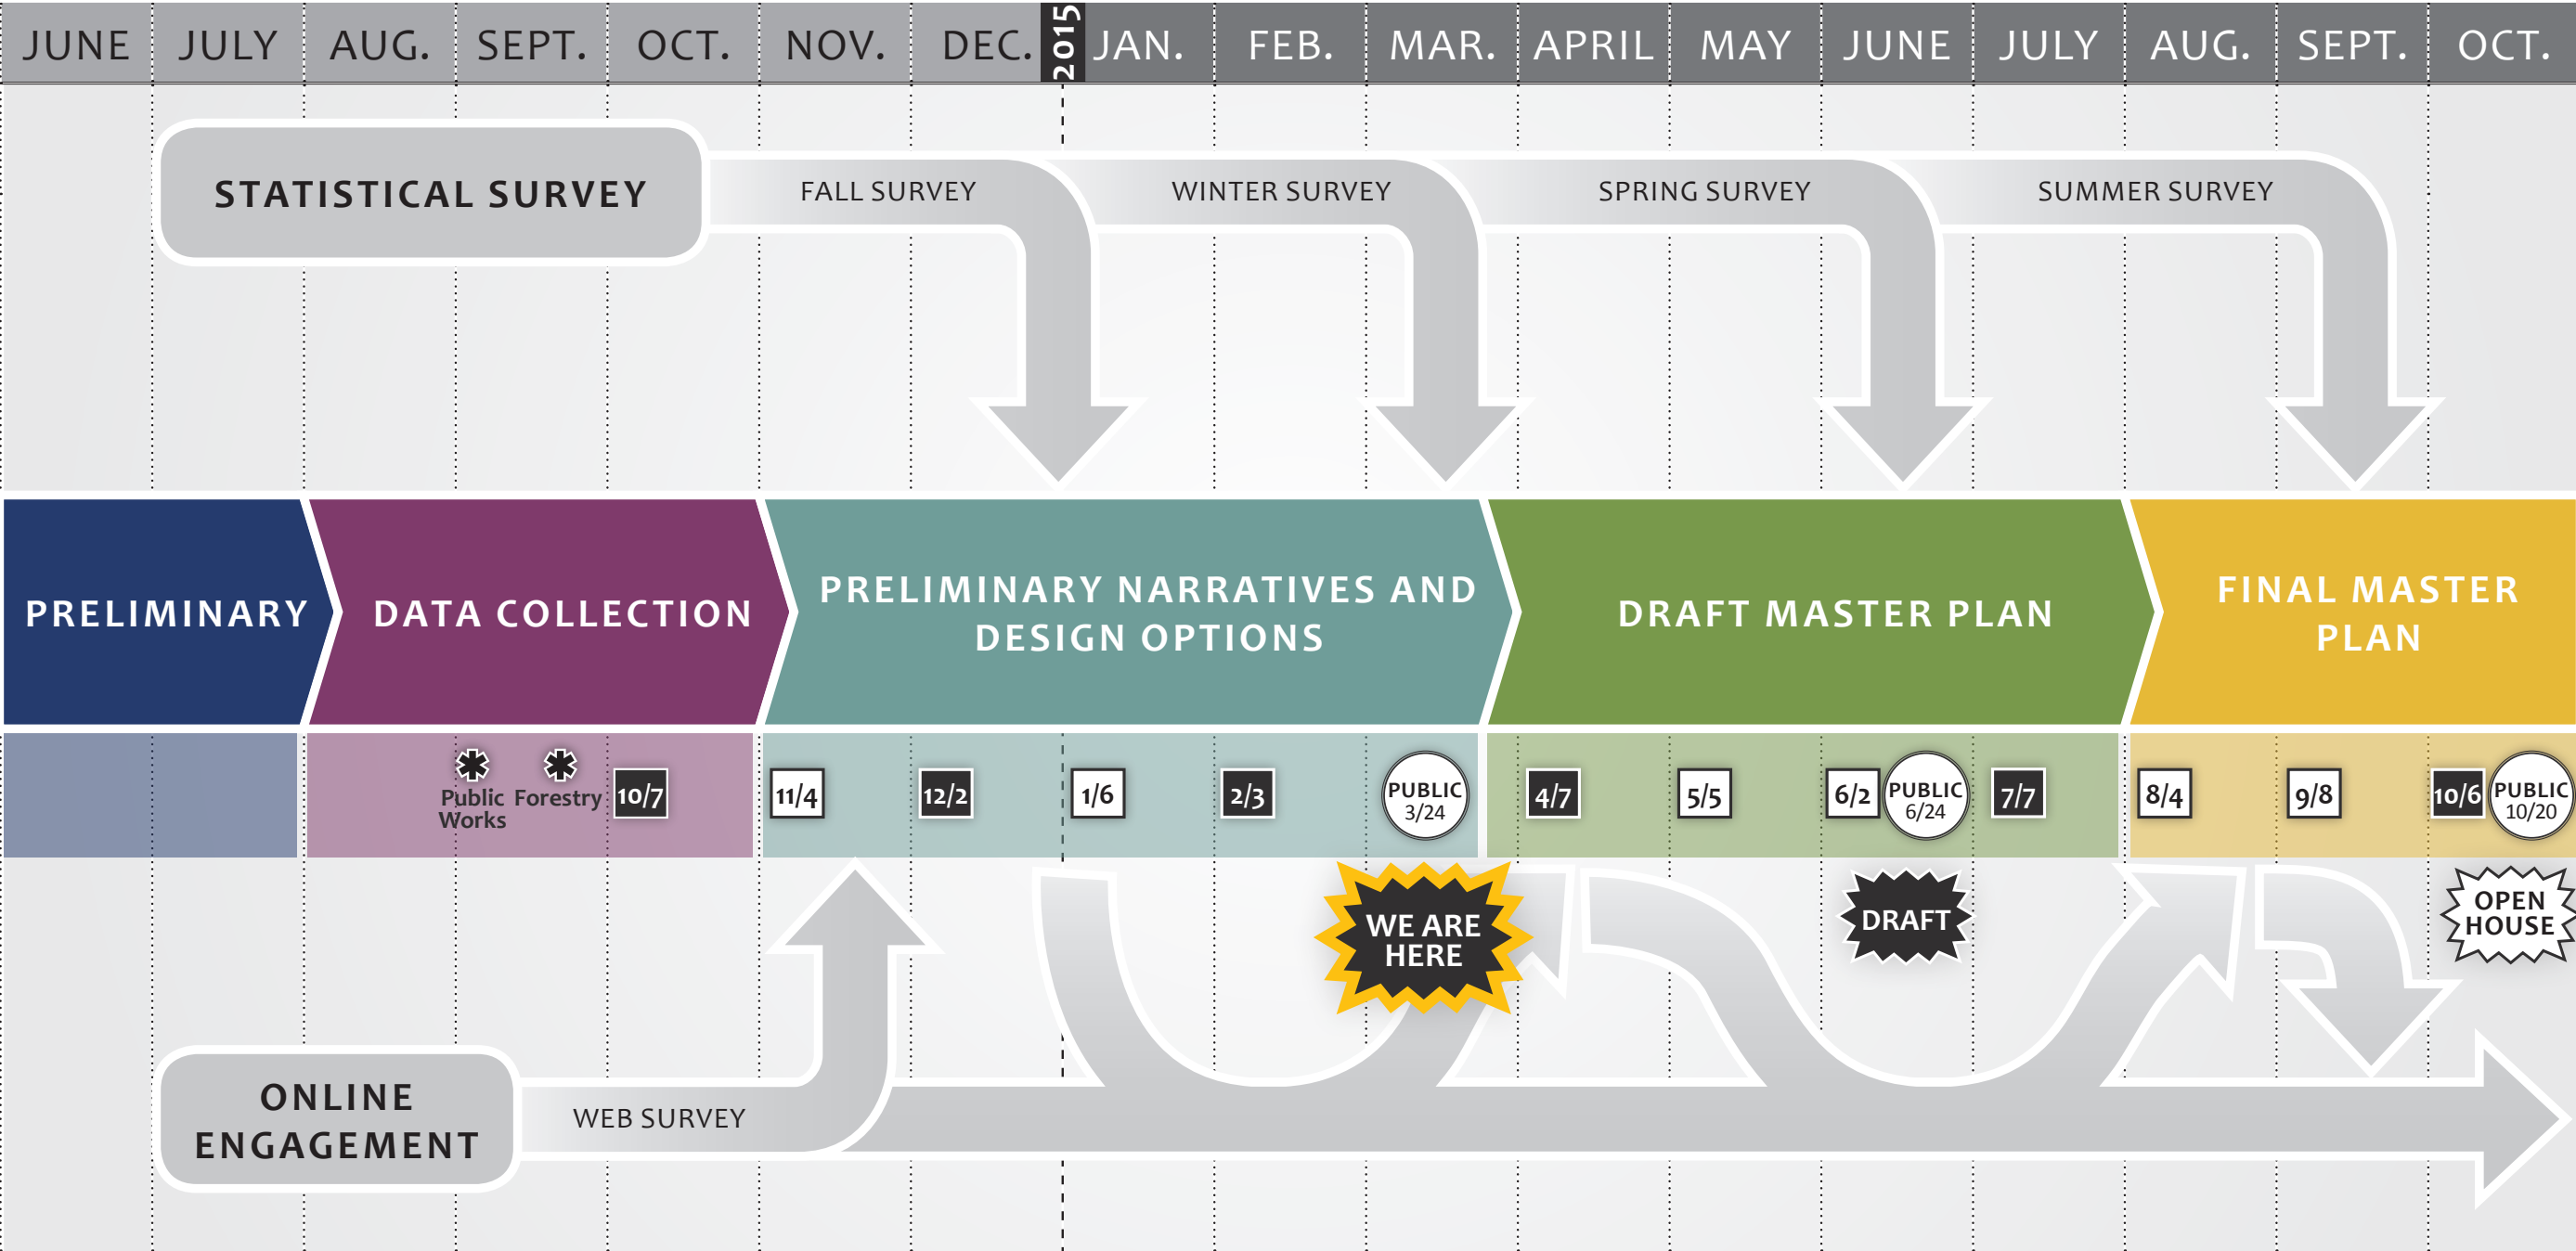 JUNE JULY AUG. SEPT. OCT. NOV. DEC. 2015 JAN. FEB. MAR. APRIL MAY JUNE JULY AUG. SEPT. OCT.
STATISTICAL SURVEY
FALL SURVEY
WINTER SURVEY
SPRING SURVEY
SUMMER SURVEY
PRELIMINARY
DATA COLLECTION
PRELIMINARY NARRATIVES AND
DESIGN OPTIONS
DRAFT MASTER PLAN
FINAL MASTER
PLAN
Public
Works
Forestry
10/7
11/4
12/2
1/6
2/3
PUBLIC
3/24
4/7
5/5
6/2
PUBLIC
6/24
7/7
8/4
9/8
10/6
PUBLIC
10/20
WE ARE
HERE
DRAFT
OPEN
HOUSE
ONLINE
ENGAGEMENT
WEB SURVEY